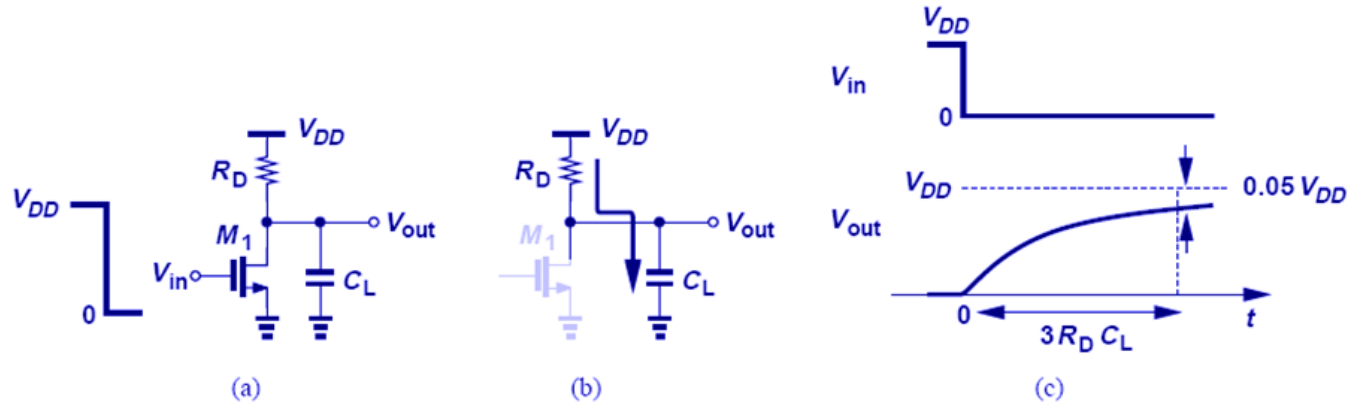 V_DD
0
V_in
M_1
R_D
V_DD
V_out
C_L
(a)
R_D
V_DD
M_1
V_out
C_L
(b)
V_DD
V_in
0
V_DD
0.05 V_DD
V_out
0
3 R_D C_L
t
(c)